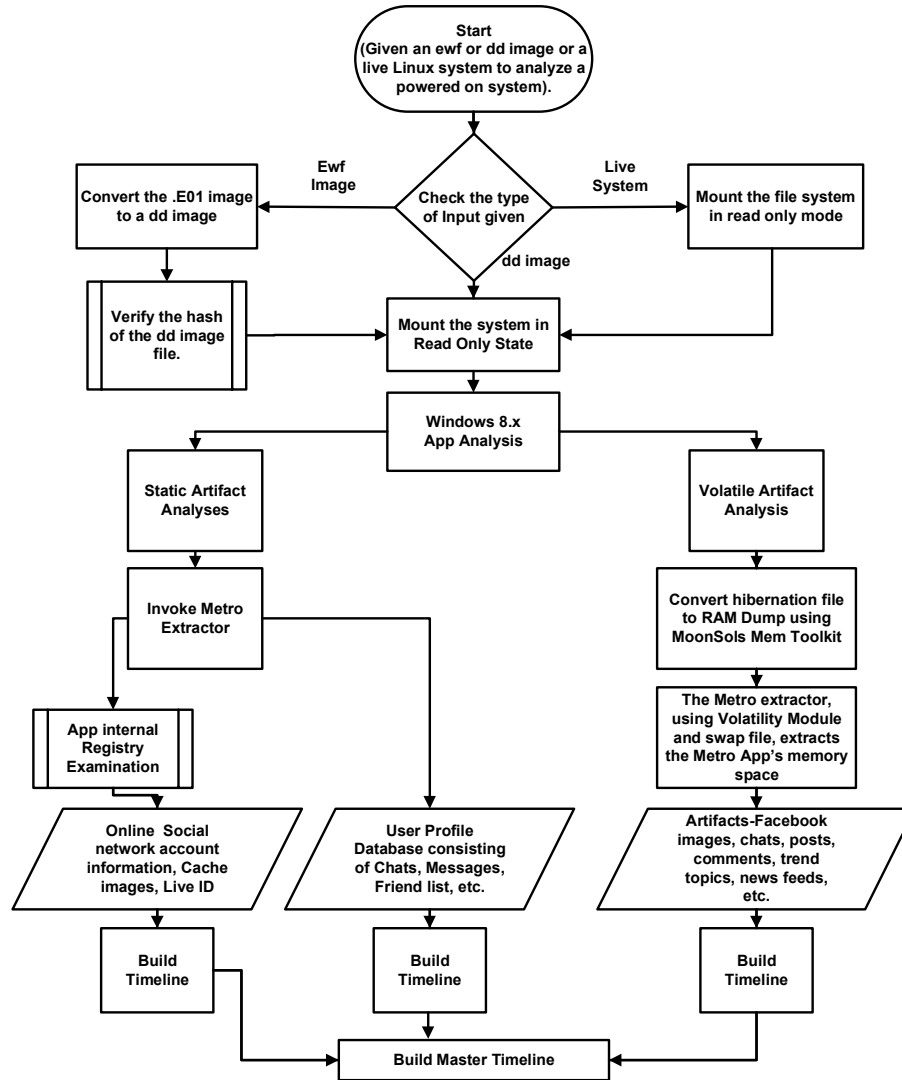 Start
(Given an ewf or dd image or a
live Linux system to analyze a
powered on system).
Ewf
Image
Live
System
Convert the .E01 image
to a dd image
Check the type
of Input given
Mount the file system
in read only mode
dd image
Verify the hash
of the dd image
file.
Mount the system in
Read Only State
Windows 8.x
App Analysis
Static Artifact
Analyses
Volatile Artifact
Analysis
Invoke Metro
Extractor
Convert hibernation file
to RAM Dump using
MoonSols Mem Toolkit
App internal
Registry
Examination
The Metro extractor,
using Volatility Module
and swap file, extracts
the Metro App's memory
space
Online Social
network account
information, Cache
images, Live ID
User Profile
Database consisting
of Chats, Messages,
Friend list, etc.
Artifacts-Facebook
images, chats, posts,
comments, trend
topics, news feeds,
etc.
Build
Timeline
Build
Timeline
Build
Timeline
Build Master Timeline